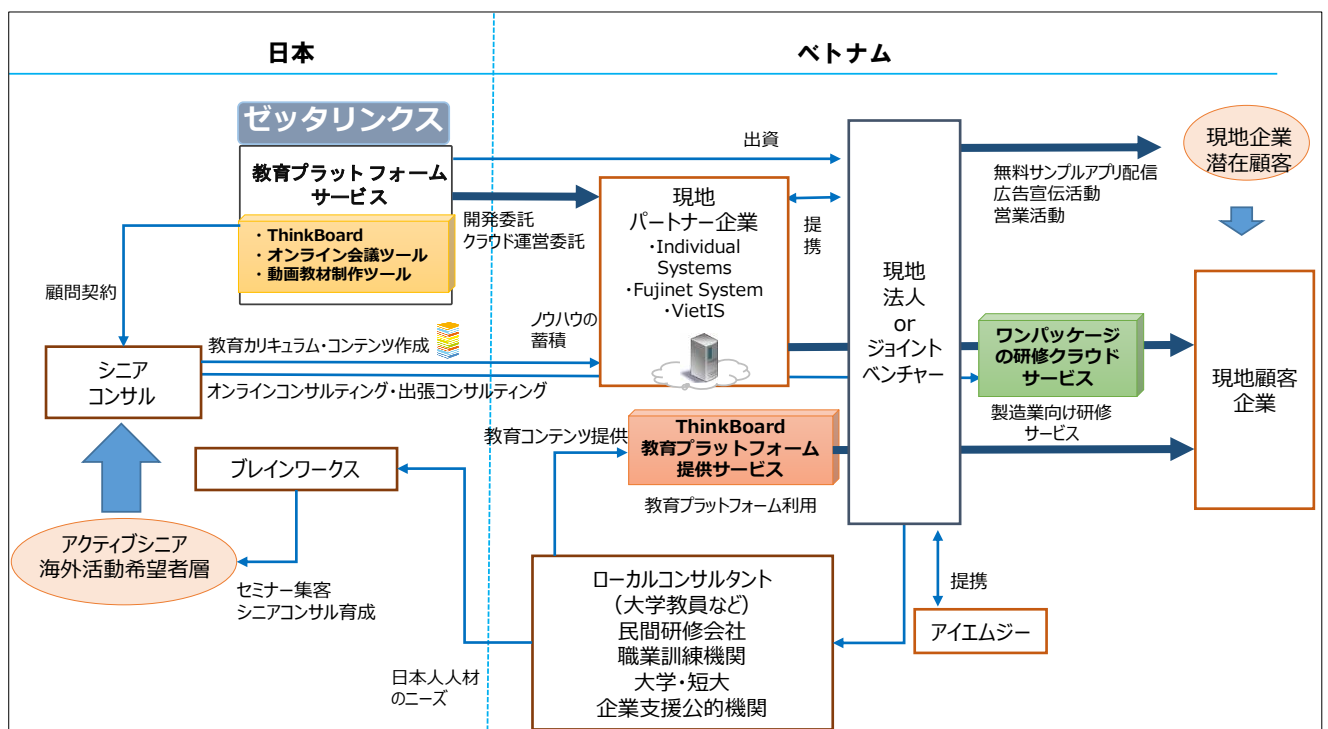 日本
ベトナム
ゼッタリンクス
教育プラットフォーム
サービス
・ThinkBoard
・オンライン会議ツール
・動画教材制作ツール
出資
開発委託
クラウド運営委託
現地
パートナー企業
・Individual
Systems
・Fujinet System
・VietIS
提
携
現地
法人
or
ジョイント
ベンチャー
無料サンプルアプリ配信
広告宣伝活動
営業活動
現地企業
潜在顧客
顧問契約
ノウハウの
蓄積
教育カリキュラム・コンテンツ作成
シニア
コンサル
オンラインコンサルティング・出張コンサルティング
ワンパッケージ
の研修クラウド
サービス
製造業向け研修
サービス
現地顧客
企業
教育コンテンツ提供
ThinkBoard
教育プラットフォーム
提供サービス
教育プラットフォーム利用
ブレインワークス
アクティブシニア
海外活動希望者層
セミナー集客
シニアコンサル育成
日本人人材
のニーズ
ローカルコンサルタント
（大学教員など）
民間研修会社
職業訓練機関
大学・短大
企業支援公的機関
提携
アイエムジー